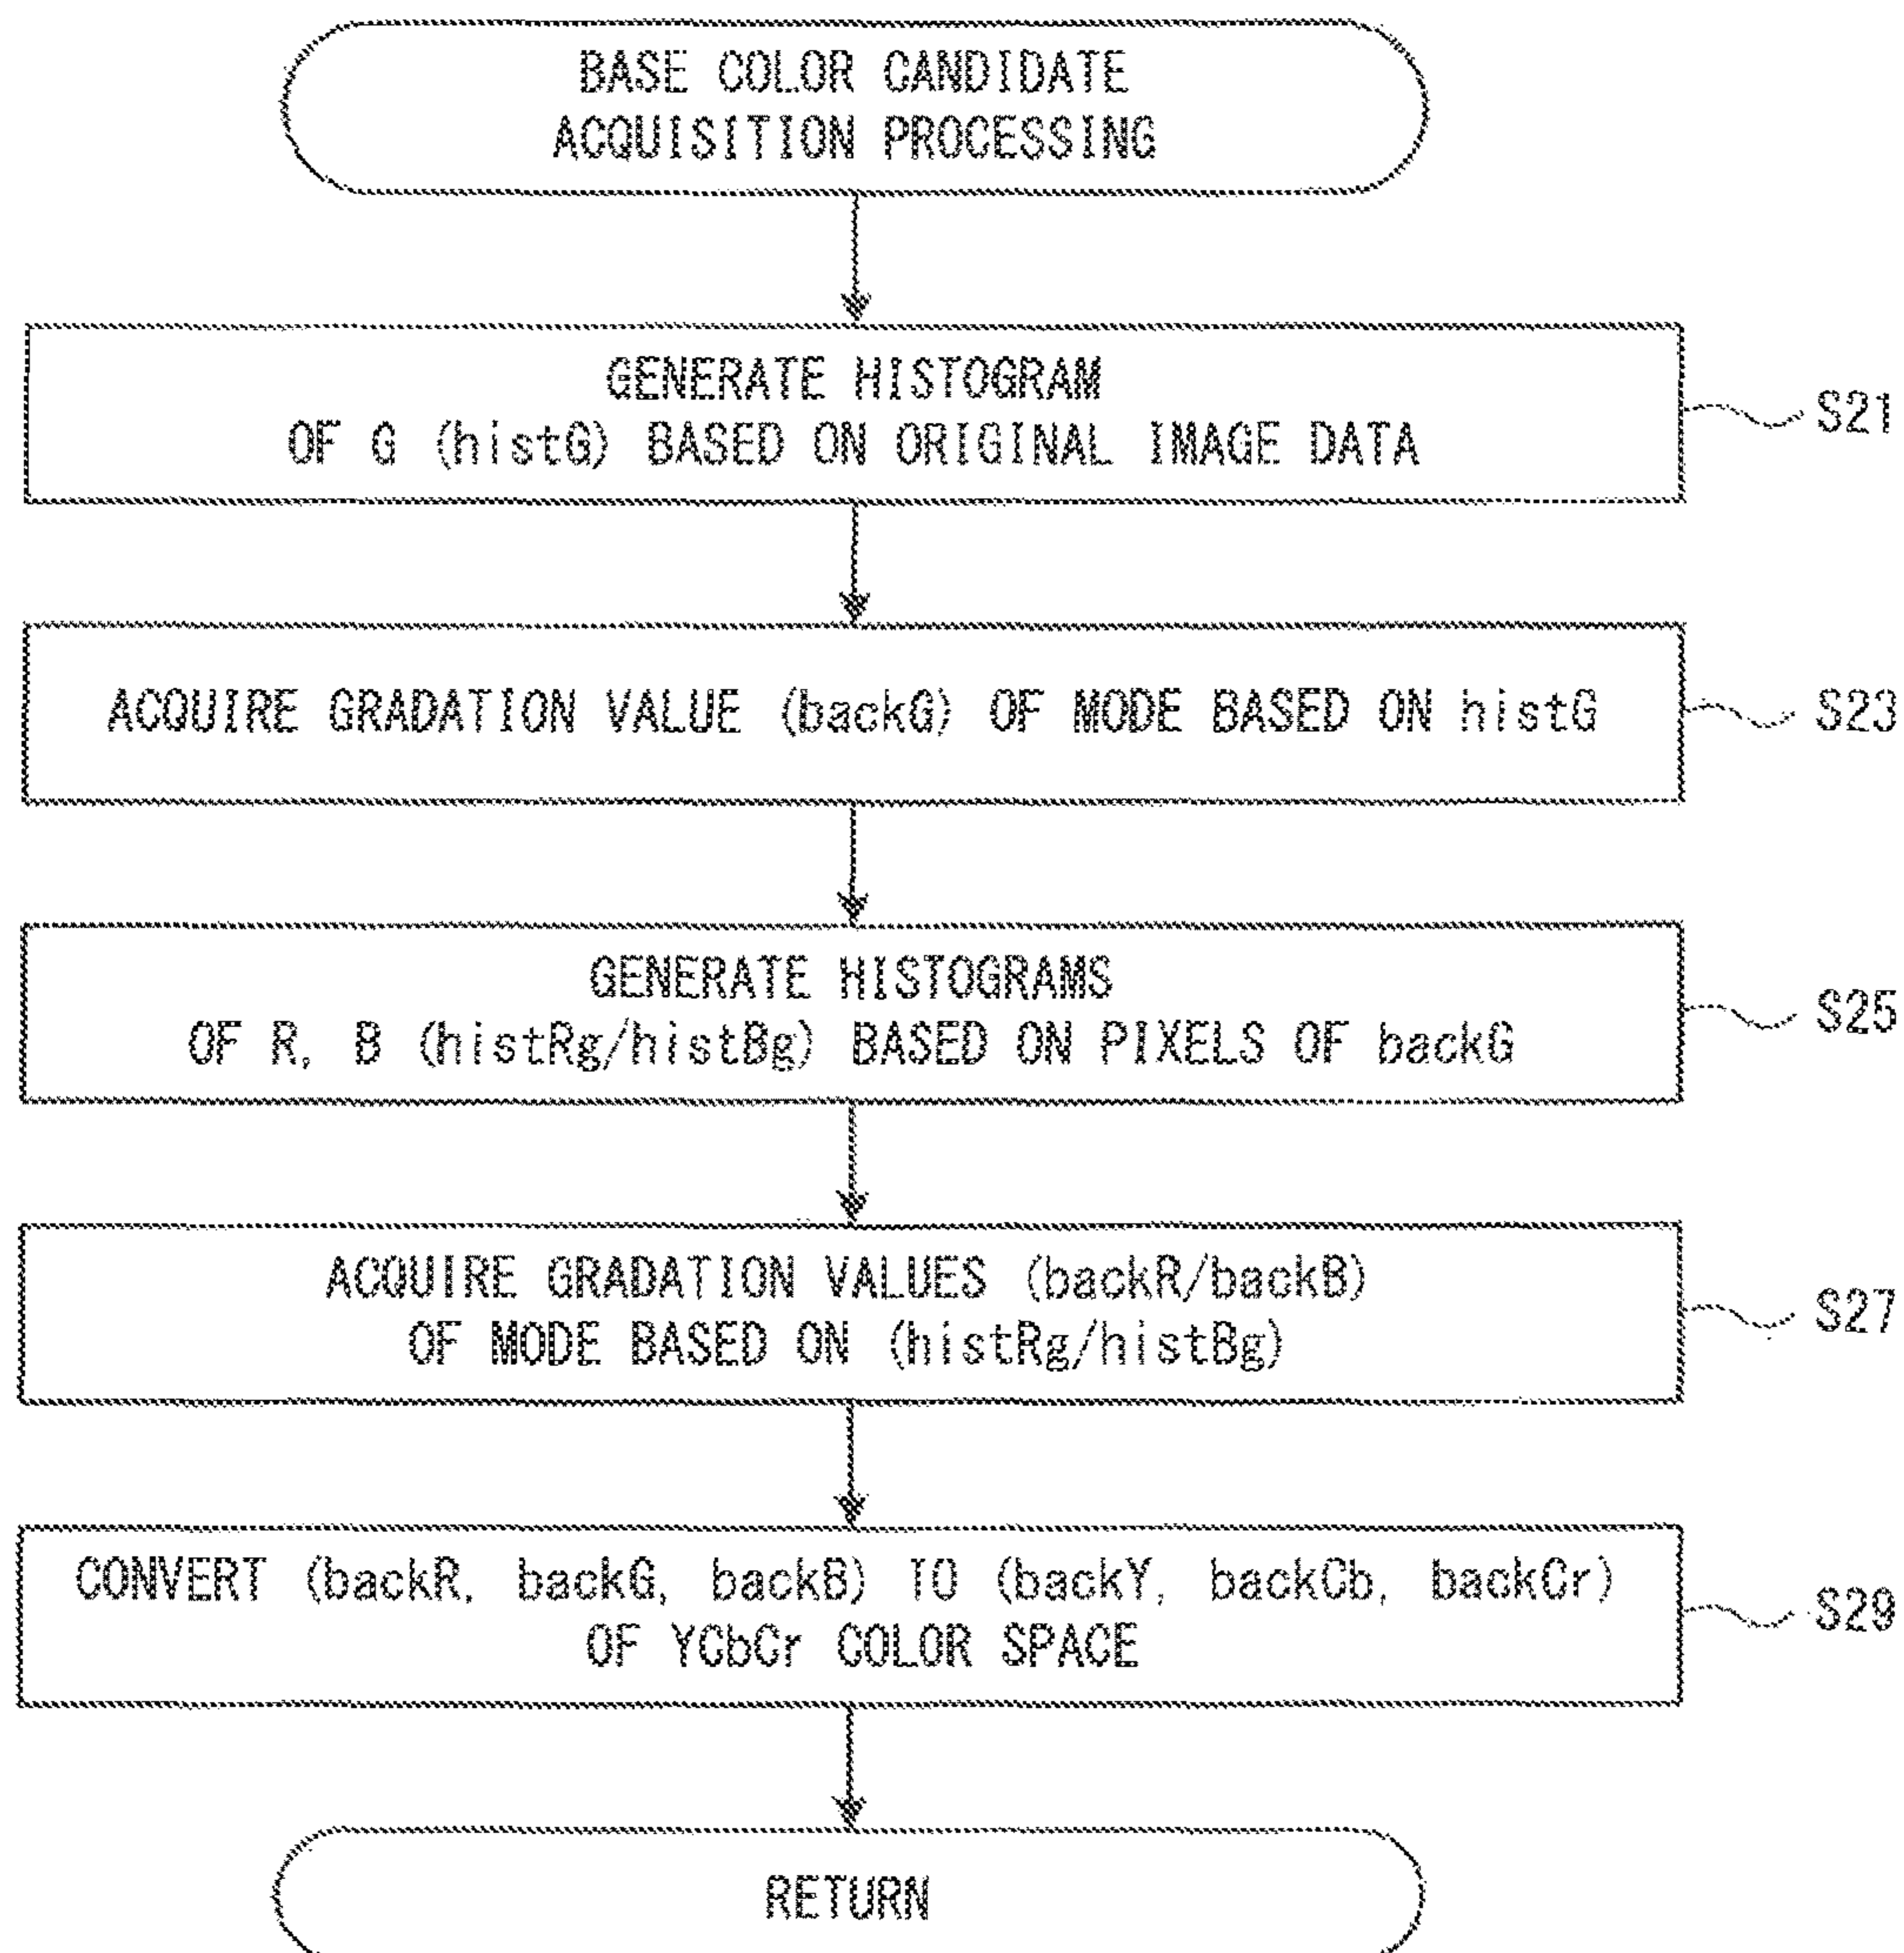 BASE COLOR CANDIDATE
ACQUISITION PROCESSING
GENERATE HISTOGRAM
OF G (histG) BASED ON ORIGINAL IMAGE DATA
S21
ACQUIRE GRADATION VALUE (backG) OF MODE BASED ON histG
S23
GENERATE HISTOGRAMS
OF R, B (histRg/histBg) BASED ON PIXELS OF backG
S25
ACQUIRE GRADATION VALUES (backR/backB)
OF MODE BASED ON (histRg/histBg)
S27
CONVERT (backR, backG, backB) TO (backY, backCb, backCr)
OF YCbCr COLOR SPACE
S29
RETURN